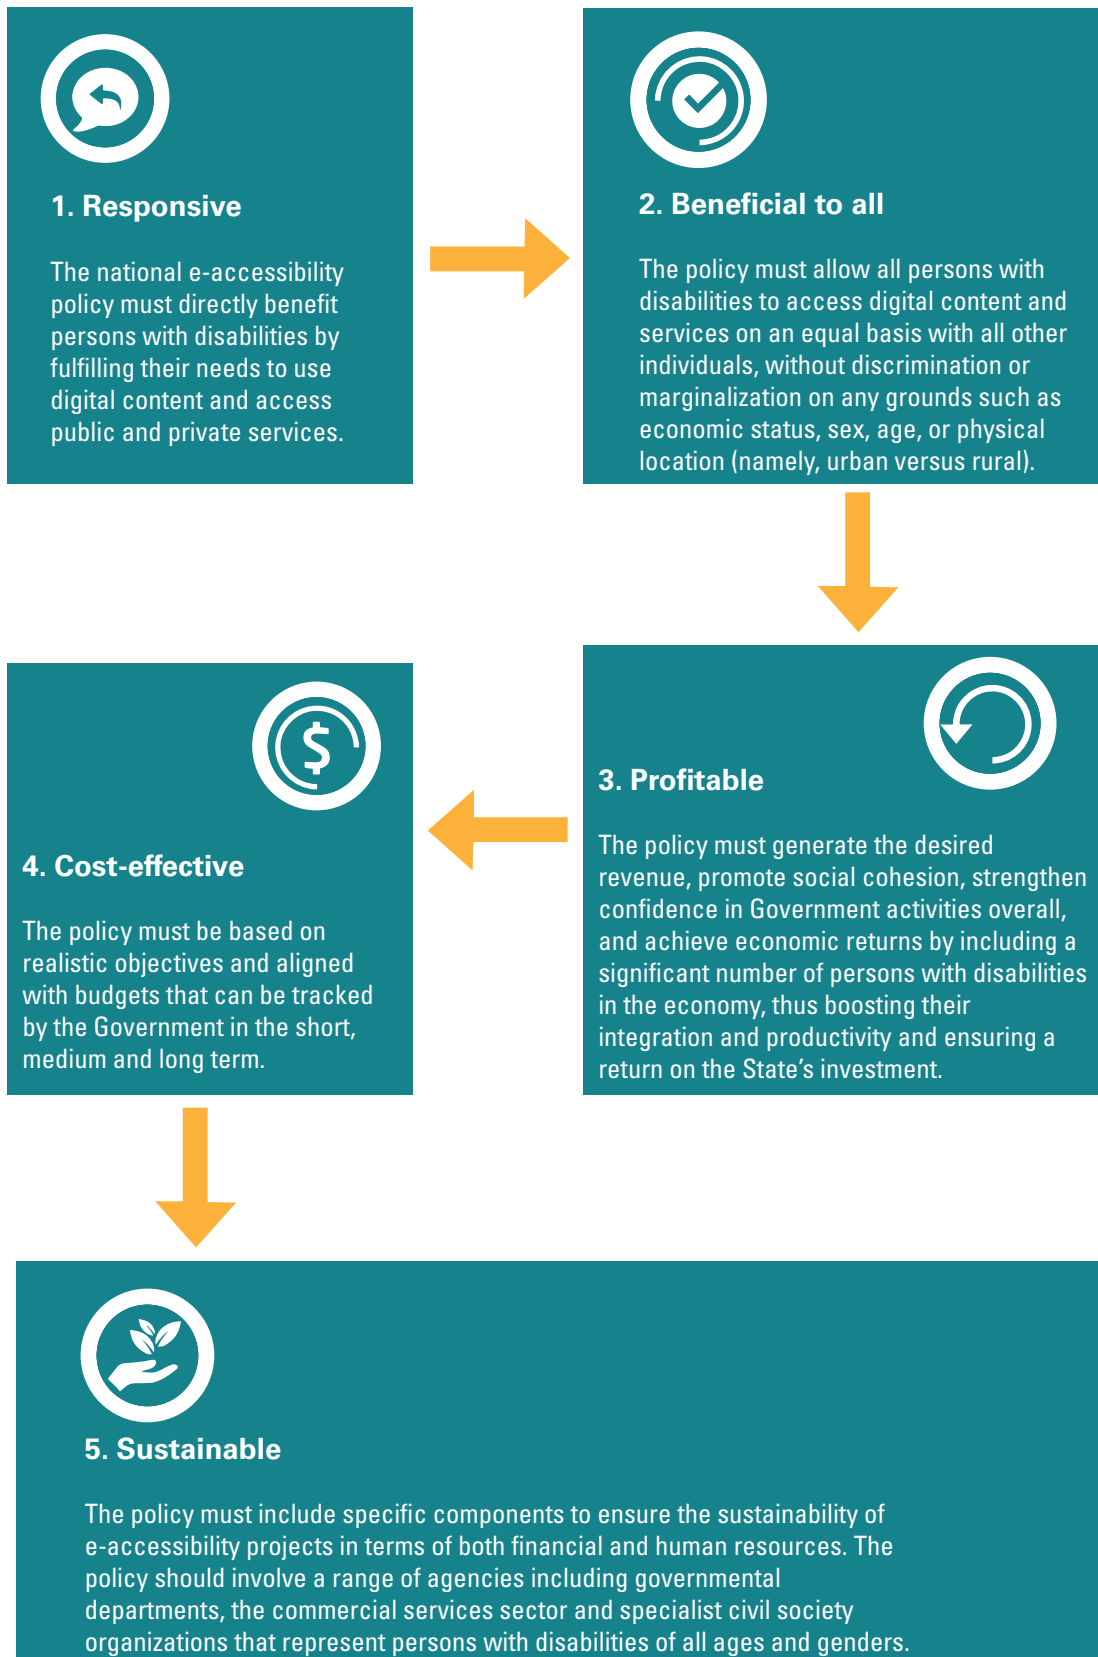 1. Responsive
The national e-accessibility
policy must directly benefit
persons with disabilities by
fulfilling their needs to use
digital content and access
public and private services.
2. Beneficial to all
The policy must allow all persons with
disabilities to access digital content and
services on an equal basis with all other
individuals, without discrimination or
marginalization on any grounds such as
economic status, sex, age, or physical
location (namely, urban versus rural).
3. Profitable
The policy must generate the desired
revenue, promote social cohesion, strengthen
confidence in Government activities overall,
and achieve economic returns by including a
significant number of persons with disabilities
in the economy, thus boosting their
integration and productivity and ensuring a
return on the State's investment.
$
4. Cost-effective
The policy must be based on
realistic objectives and aligned
with budgets that can be tracked
by the Government in the short,
medium and long term.
5. Sustainable
The policy must include specific components to ensure the sustainability of
e-accessibility projects in terms of both financial and human resources. The
policy should involve a range of agencies including governmental
departments, the commercial services sector and specialist civil society
organizations that represent persons with disabilities of all ages and genders.